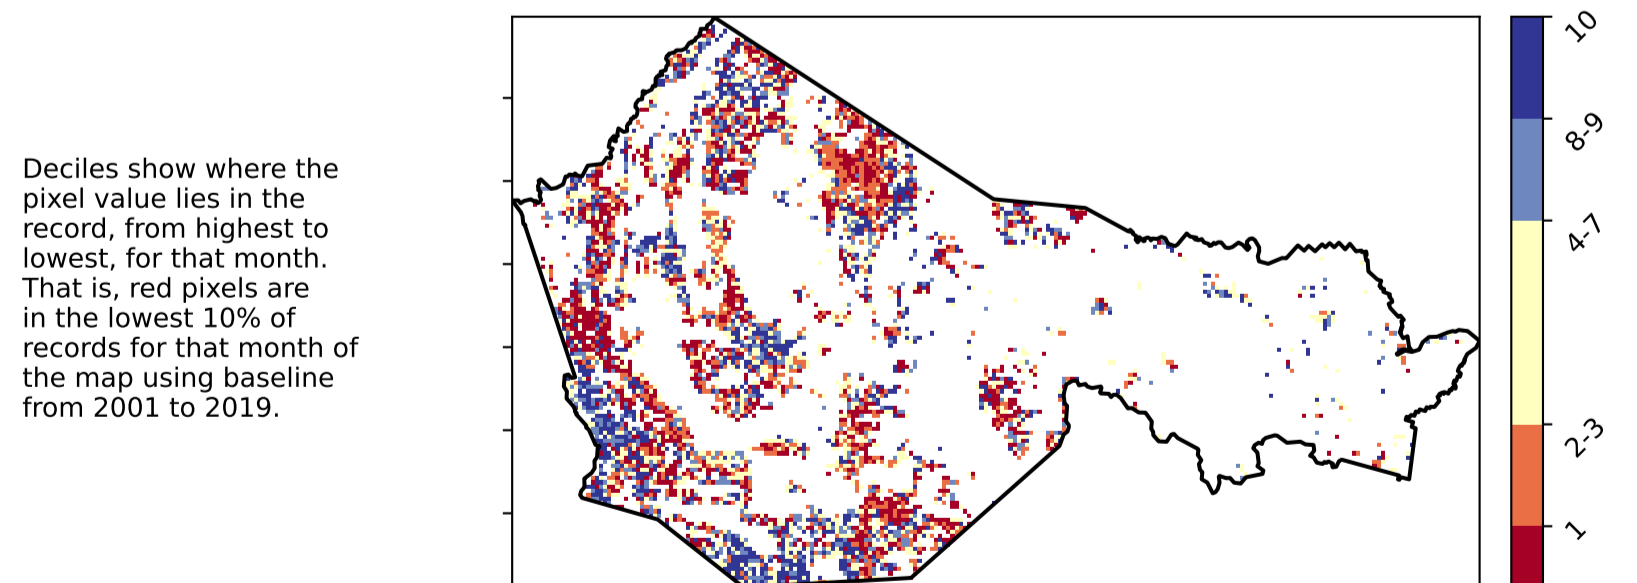 Deciles show where the
pixel value lies in the
record, from highest to
lowest, for that month.
That is, red pixels are
in the lowest 10% of
records for that month of
the map using baseline
from 2001 to 2019.
10
8-9
4-7
2-3
1